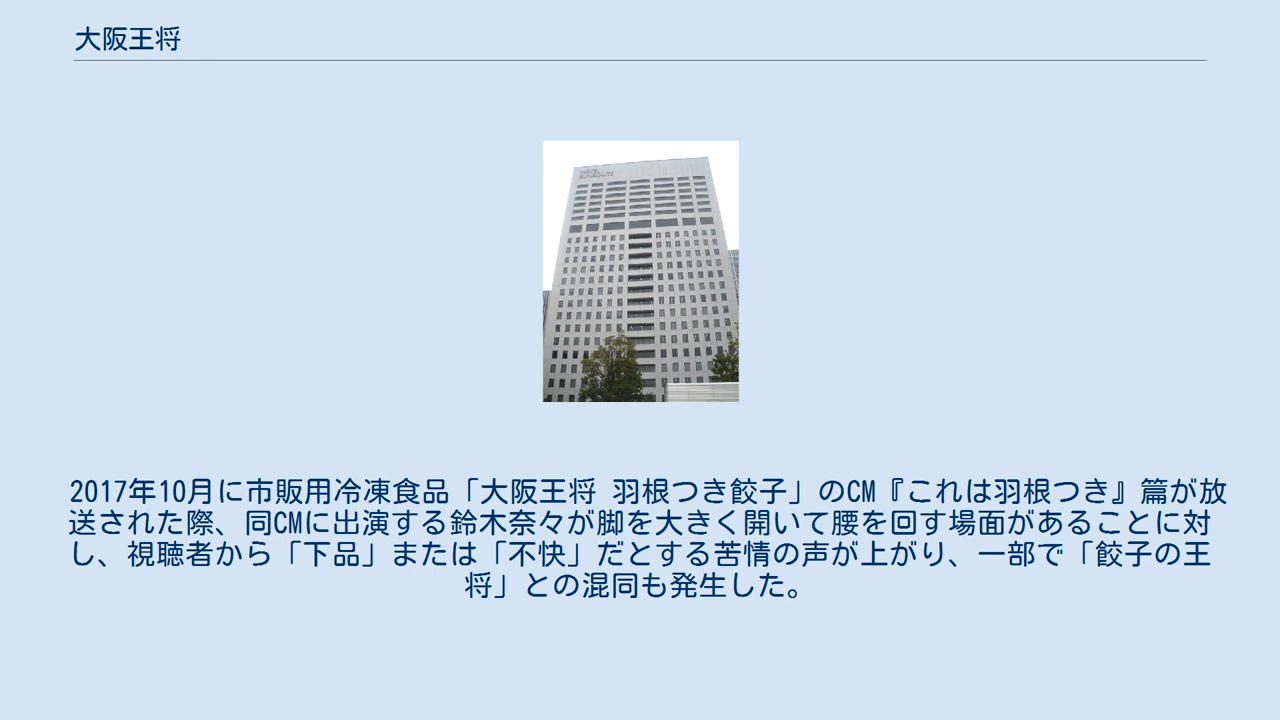 大阪王将
2017年10月に市販用冷凍食品「大阪王将 羽根つき餃子」のCM『これは羽根つき』篇が放
送された際、同CMに出演する鈴木奈々が脚を大きく開いて腰を回す場面があることに対
し、視聴者から「下品」または「不快」だとする苦情の声が上がり、一部で「餃子の王
将」との混同も発生した。